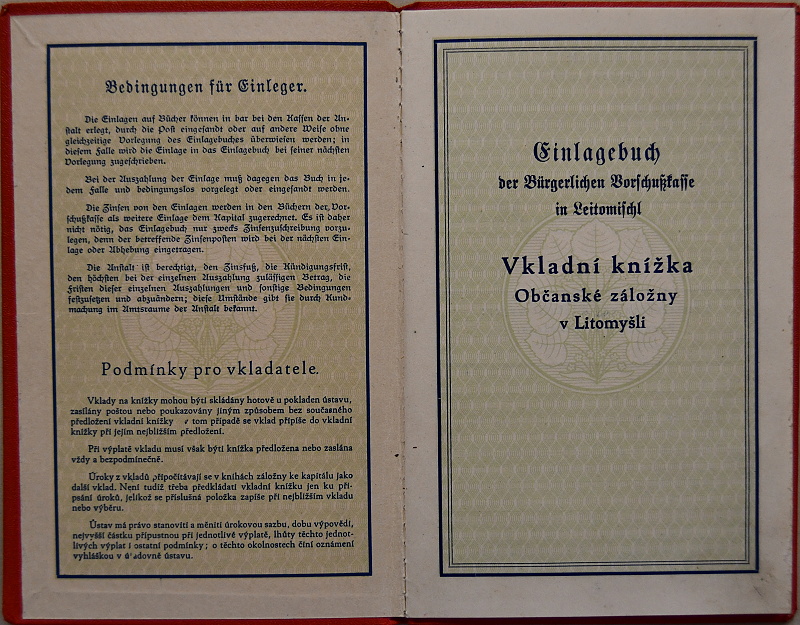 Bedingungen für Einleger.
Die Einlagen auf Bücher können in bar bei den Kassen der An-
stalt erlegt, durch die Post eingesandt oder auf andere Weise ohne
gleichzeitige Vorlegung des Einlagebuches überwiesen werden; in
diesem Falle wird die Einlage in das Einlagebuch bei seiner nächsten
Vorlegung zugeschrieben.
Bei der Auszahlung der Einlage muß dagegen das Buch in je-
dem Falle und bedingungslos vorgelegt oder eingesandt werden.
Die Zinsen von den Einlagen werden in den Büchern der Vor-
schußkasse als weitere Einlage dem Kapital zugerechnet. Es ist daher
nicht nötig, das Einlagebuch nur zwecks Zinsenzuschreibung vorzu-
legen, denn der betreffende Zinsenposten wird bei der nächsten Ein-
lage oder Abhebung eingetragen.
Die Anstalt ist berechtigt, den Zinsfuß, die Kündigungsfrist,
den höchsten bei der einzelnen Auszahlung zulässigen Betrag, die
Fristen dieser einzelnen Auszahlungen und sonstige Bedingungen
festzusetzen und abzuändern; diese Umstände gibt sie durch Kund-
machung im Amtsraume der Anstalt bekannt.
Podmínky pro vkladatele.
Vklady na knížky mohou býti skládány hotově u pokladen ústavu,
zasílány poštou nebo poukazovány jiným způsobem bez současného
předložení vkladní knížky v tom případě se vklad připíše do vkladní
knížky při jejím nejbližším předložení.
Při výplatě vkladu musí však býti knížka předložena nebo zaslána
vždy a bezpodmínečně.
Úroky z vkladů připočítávají se v knihách záložny ke kapitálu jako
další vklad. Není tudíž třeba předkládati vkladní knížku jen ku při-
psání úroků, jelikož se příslušná položka zapíše při nejbližším vkladu
nebo výběru.
Ústav má právo stanoviti a měniti úrokovou sazbu, dobu výpovědi,
nejvyšší částku přípustnou při jednotlivé výplatě, lhůty těchto jednot-
livých výplat i ostatní podmínky; o těchto okolnostech činí oznámení
vyhláškou v úřadovně ústavu.
Einlagebuch
der Bürgerlichen Vorschußkasse
in Leitomischl
Vkladní knížka
Občanské záložny
v Litomyšli